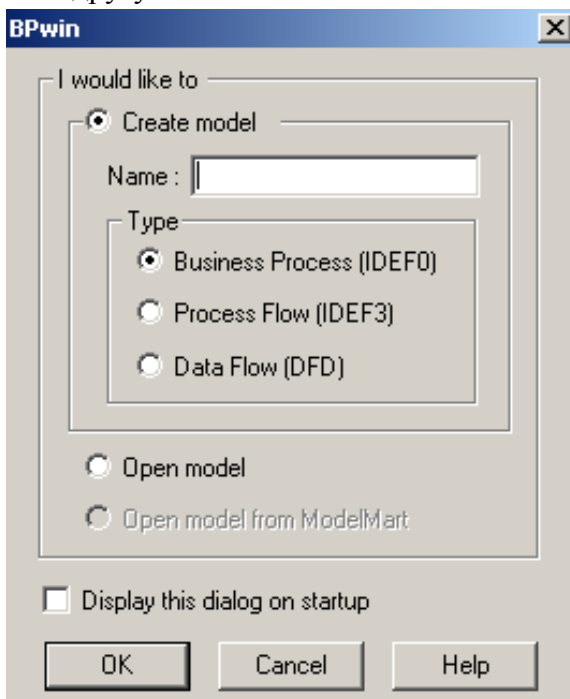 BPwin
I would like to
Create model
Name :
Type
Business Process (IDEF0)
Process Flow (IDEF3)
Data Flow (DFD)
Open model
Open model from ModelMart
Display this dialog on startup
OK Cancel Help